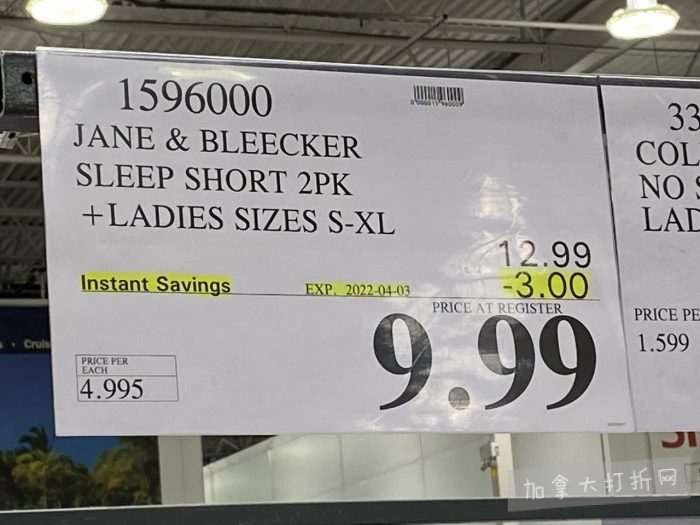 1596000
JANE & BLEECKER
SLEEP SHORT 2PK
+LADIES SIZES S-XL
12.99
Instant Savings EXP. 2022-04-03 -3.00
PRICE AT REGISTER
9.99
PRICE PER
EACH
4.995
33
COL
NO
LAD
PRICE PE
1.599
Cruis
加拿大打折网